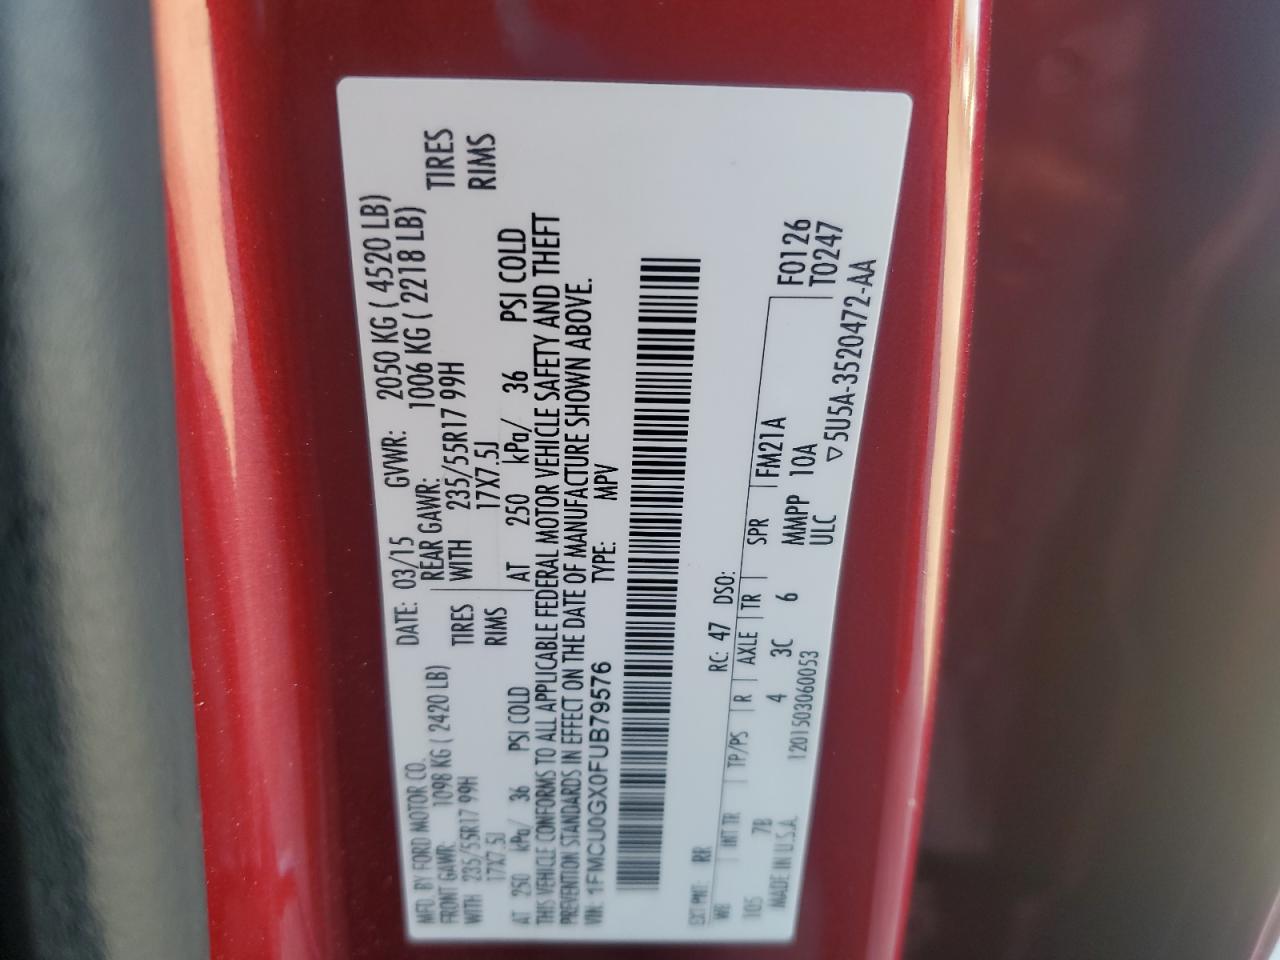 MFD. BY FORD MOTOR CO.
DATE: 03/15 GVWR: 2050 KG ( 4520 LB)
FRONT GAWR: 1098 KG ( 2420 LB) REAR GAWR: 1006 KG ( 2218 LB)
WITH 235/55R17 99H TIRES WITH 235/55R17 99H TIRES
17X7.5J RIMS 17X7.5J RIMS
AT 250 kPa/ 36 PSI COLD AT 250 kPa/ 36 PSI COLD
THIS VEHICLE CONFORMS TO ALL APPLICABLE FEDERAL MOTOR VEHICLE SAFETY AND THEFT
PREVENTION STANDARDS IN EFFECT ON THE DATE OF MANUFACTURE SHOWN ABOVE.
VIN: 1FMCU0GX0FUB79576 TYPE: MPV
EXT PNT: RR RC: 47 DSO:
WB INT TR TP/PS R AXLE TR SPR FM21A F0126
105 7B 4 3C 6 MMPP 10A T0247
MADE IN U.S.A. 1201503060053 ULC ▽5U5A-3520472-AA